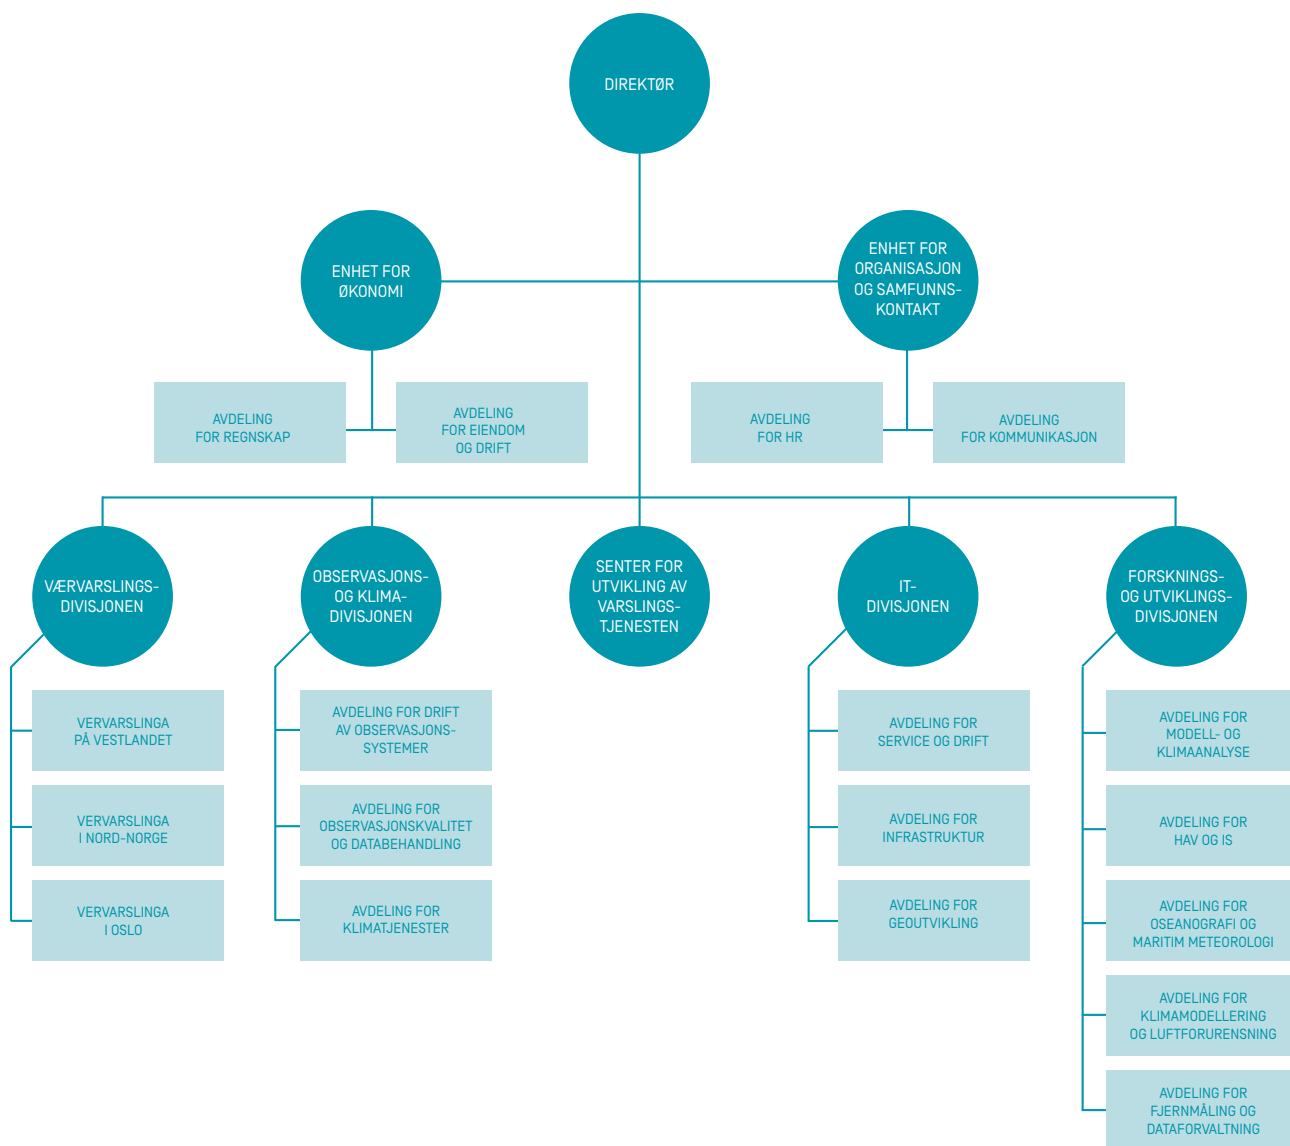 DIREKTØR
ENHET FOR
ØKONOMI
ENHET FOR
ORGANISASJON
OG SAMFUNNS-
KONTAKT
AVDELING
FOR REGNSKAP
AVDELING
FOR EIENDOM
OG DRIFT
AVDELING
FOR HR
AVDELING
FOR KOMMUNIKASJON
VÆRVARSLINGS-
DIVISJONEN
OBSERVASJONS-
OG KLIMA-
DIVISJONEN
SENTER FOR
UTVIKLING AV
VARSLINGS-
TJENESTEN
IT-
DIVISJONEN
FORSKNINGS-
OG UTVIKLINGS-
DIVISJONEN
VERVARSLINGA
PÅ VESTLANDET
VERVARSLINGA
I NORD-NORGE
VERVARSLINGA
I OSLO
AVDELING FOR DRIFT
AV OBSERVASJONS-
SYSTEMER
AVDELING FOR
OBSERVASJONSKVALITET
OG DATABEHANDLING
AVDELING FOR
KLIMATJENESTER
AVDELING FOR
SERVICE OG DRIFT
AVDELING FOR
INFRASTRUKTUR
AVDELING FOR
GEOUTVIKLING
AVDELING FOR
MODELL- OG
KLIMAANALYSE
AVDELING FOR
HAV OG IS
AVDELING FOR
OSEANOGRAFI OG
MARITIM METEOROLOGI
AVDELING FOR
KLIMAMODELLERING
OG LUFTFORURENSNING
AVDELING FOR
FJERNMÅLING OG
DATAFORVALTNING